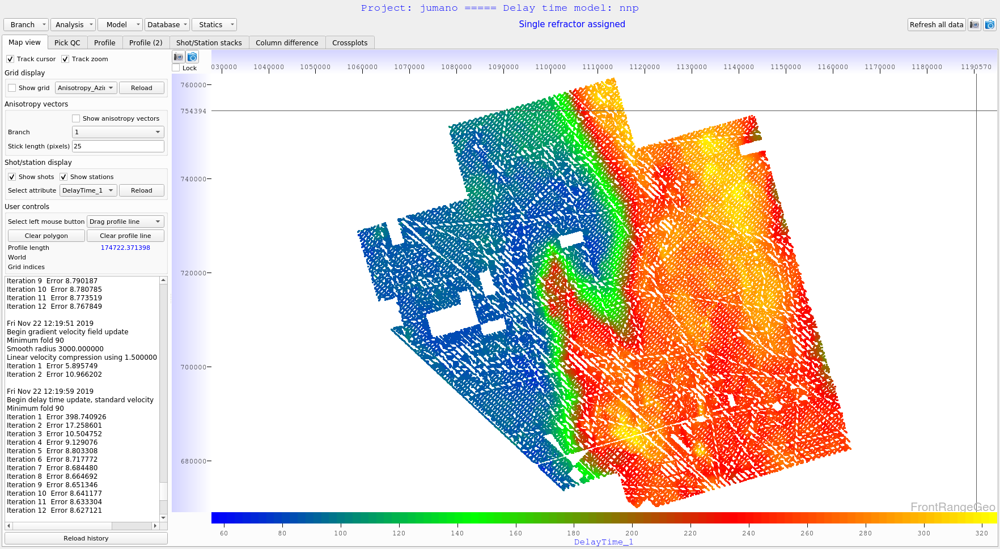 Project: jumano ===== Delay time model: nnp
Branch Analysis Model Database Statics
Single refractor assigned
Refresh all data
Map view Pick QC Profile Profile (2) Shot/Station stacks Column difference Crossplots
Track cursor Track zoom
Grid display
Show grid Anisotropy_Azi Reload
Anisotropy vectors
Show anisotropy vectors
Branch 1
Stick length (pixels) 25
Shot/station display
Show shots Show stations
Select attribute DelayTime_1 Reload
User controls
Select left mouse button Drag profile line
Clear polygon Clear profile line
Profile length 174722.371398
World
Grid indices
Iteration 9 Error 8.790187
Iteration 10 Error 8.780785
Iteration 11 Error 8.773519
Iteration 12 Error 8.767849
Fri Nov 22 12:19:51 2019
Begin gradient velocity field update
Minimum fold 90
Smooth radius 3000.000000
Linear velocity compression using 1.500000
Iteration 1 Error 5.895749
Iteration 2 Error 10.966202
Fri Nov 22 12:19:59 2019
Begin delay time update, standard velocity
Minimum fold 90
Iteration 1 Error 398.740926
Iteration 2 Error 17.258601
Iteration 3 Error 10.504752
Iteration 4 Error 9.129076
Iteration 5 Error 8.803308
Iteration 6 Error 8.717772
Iteration 7 Error 8.684480
Iteration 8 Error 8.664692
Iteration 9 Error 8.651346
Iteration 10 Error 8.641177
Iteration 11 Error 8.633304
Iteration 12 Error 8.627121
Reload history
Lock
030000 1040000 1050000 1060000 1070000 1080000 1090000 1100000 1110000 1120000 1130000 1140000 1150000 1160000 1170000 1180000 1190570
760000
754394
740000
720000
700000
680000
FrontRangeGeo
60 80 100 120 140 160 180 200 220 240 260 280 300 320
DelayTime_1